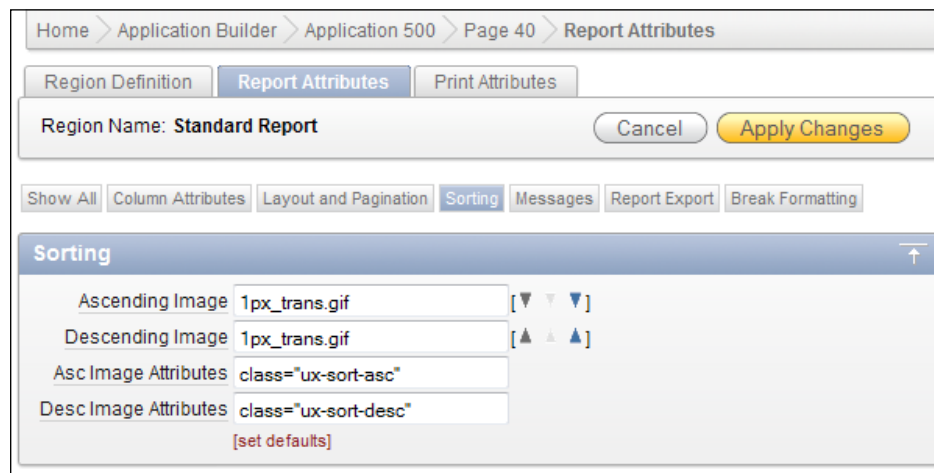 Home Application Builder Application 500 Page 40 Report Attributes
Region Definition Report Attributes Print Attributes
Region Name: Standard Report Cancel Apply Changes
Show All Column Attributes Layout and Pagination Sorting Messages Report Export Break Formatting
Sorting
Ascending Image 1px_trans.gif [ ]
Descending Image 1px_trans.gif [ ]
Asc Image Attributes class="ux-sort-asc"
Desc Image Attributes class="ux-sort-desc"
[set defaults]